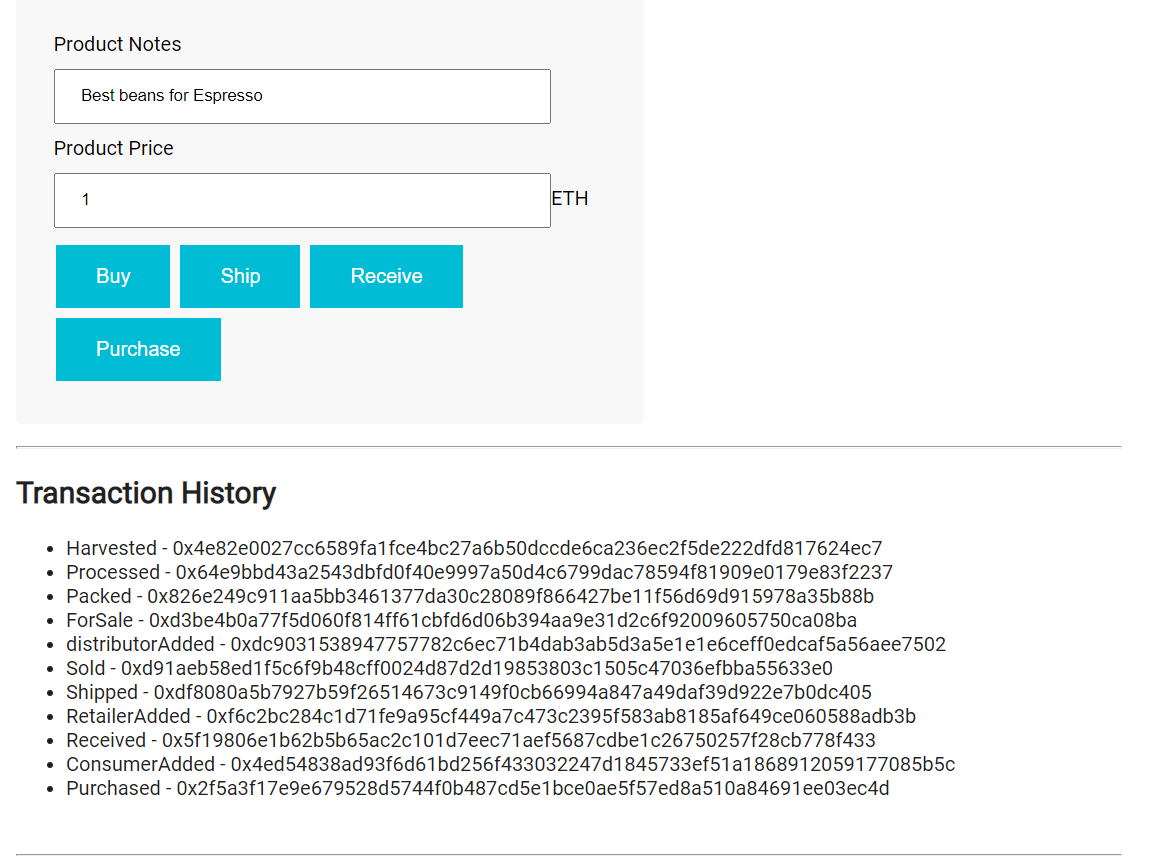 Product Notes
Best beans for Espresso
Product Price
1 ETH
Buy Ship Receive
Purchase
Transaction History
• Harvested - 0x4e82e0027cc6589fa1fce4bc27a6b50dccde6ca236ec2f5de222dfd817624ec7
• Processed - 0x64e9bbd43a2543dbfd0f40e9997a50d4c6799dac78594f81909e0179e83f2237
• Packed - 0x826e249c911aa5bb3461377da30c28089f866427be11f56d69d915978a35b88b
• ForSale - 0xd3be4b0a77f5d060f814ff61cbfd6d06b394aa9e31d2c6f92009605750ca08ba
• distributorAdded - 0xdc9031538947757782c6ec71b4dab3ab5d3a5e1e1e6ceff0edcaf5a56aee7502
• Sold - 0xd91aeb58ed1f5c6f9b48cff0024d87d2d19853803c1505c47036efbba55633e0
• Shipped - 0xdf8080a5b7927b59f26514673c9149f0cb66994a847a49daf39d922e7b0dc405
• RetailerAdded - 0xf6c2bc284c1d71fe9a95cf449a7c473c2395f583ab8185af649ce060588adb3b
• Received - 0x5f19806e1b62b5b65ac2c101d7eec71aef5687cdbe1c26750257f28cb778f433
• ConsumerAdded - 0x4ed54838ad93f6d61bd256f433032247d1845733ef51a1868912059177085b5c
• Purchased - 0x2f5a3f17e9e679528d5744f0b487cd5e1bce0ae5f57ed8a510a84691ee03ec4d